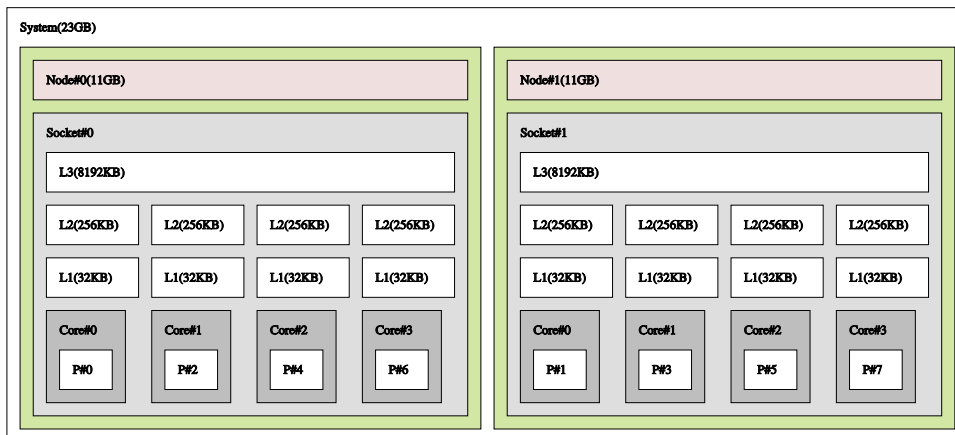 System(23GB)
Node#0(11GB)
Node#1(11GB)
Socket#0
Socket#1
L3(8192KB)
L3(8192KB)
L2(256KB) L2(256KB) L2(256KB) L2(256KB)
L2(256KB) L2(256KB) L2(256KB) L2(256KB)
L1(32KB) L1(32KB) L1(32KB) L1(32KB)
L1(32KB) L1(32KB) L1(32KB) L1(32KB)
Core#0 Core#1 Core#2 Core#3
Core#0 Core#1 Core#2 Core#3
P#0 P#2 P#4 P#6
P#1 P#3 P#5 P#7